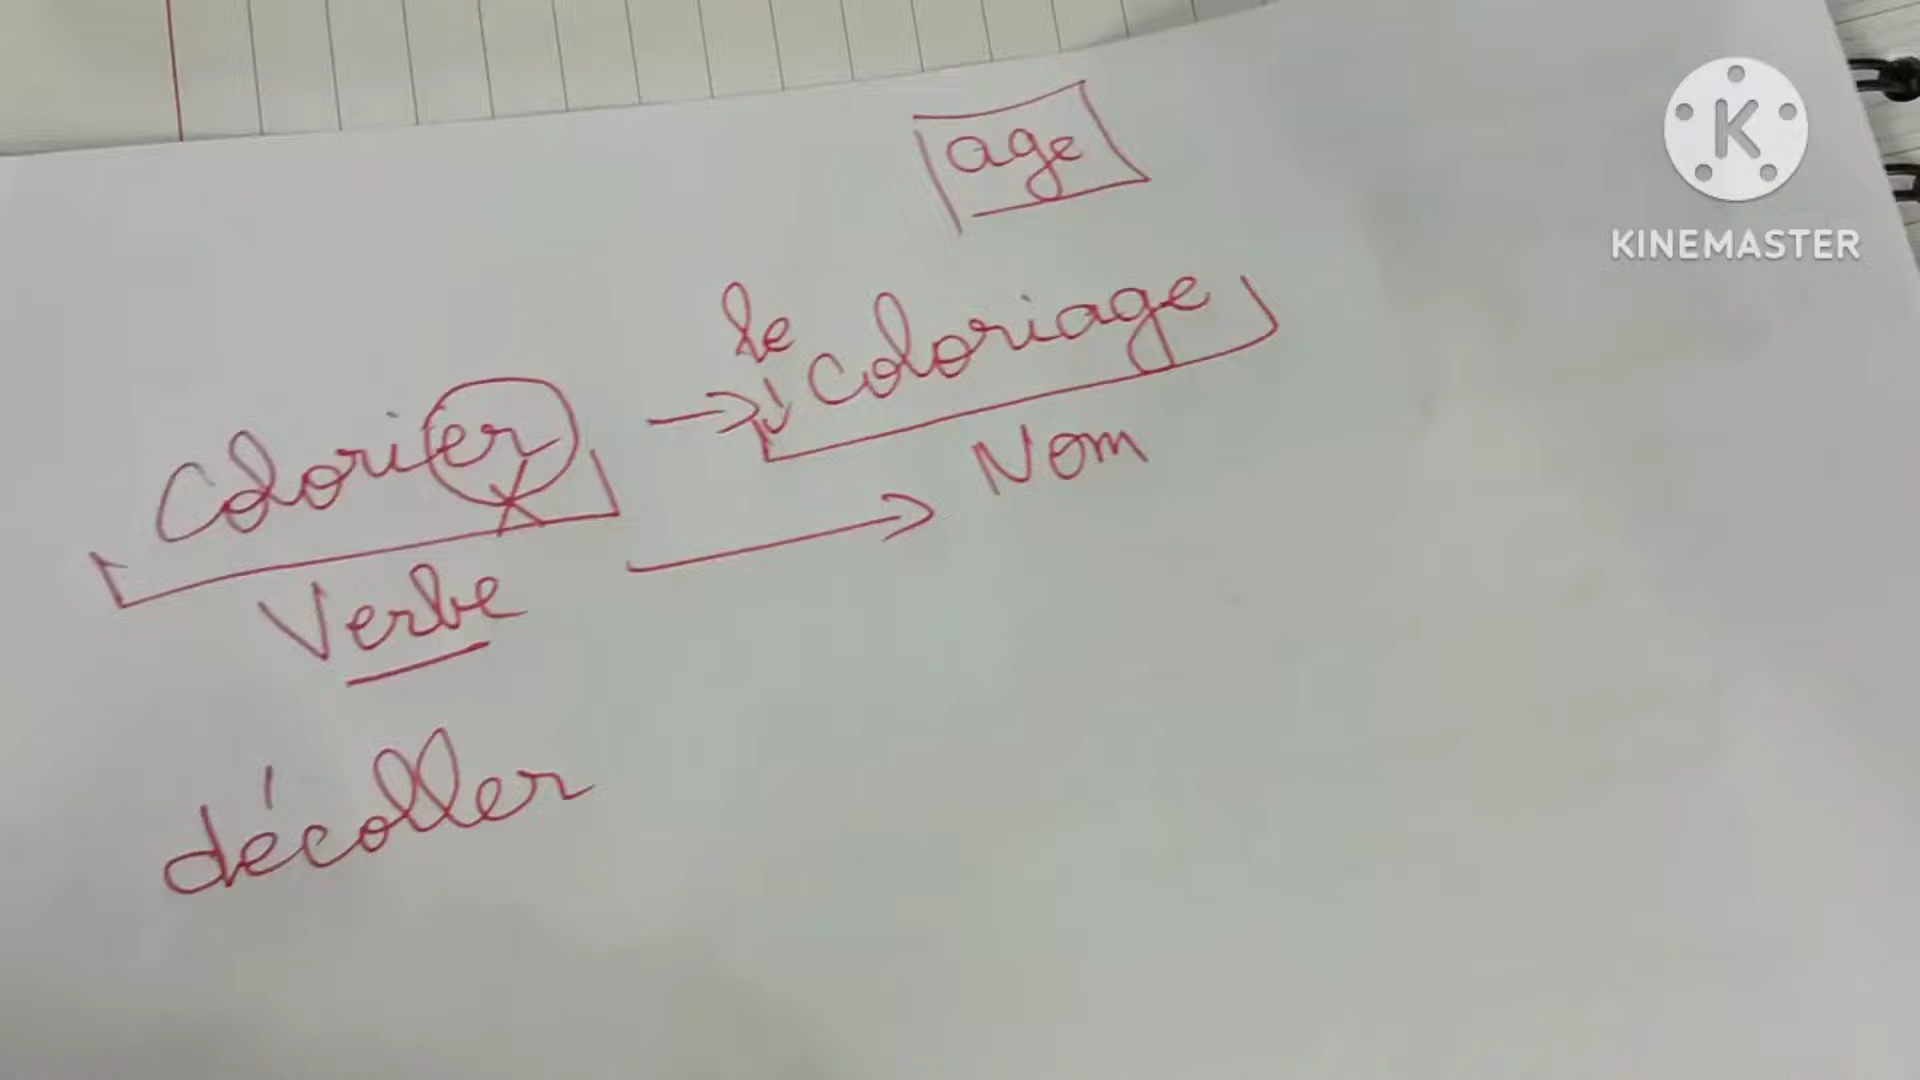 age
le
colorier → coloriage
Verbe → Nom
décoller
K
KINEMASTER